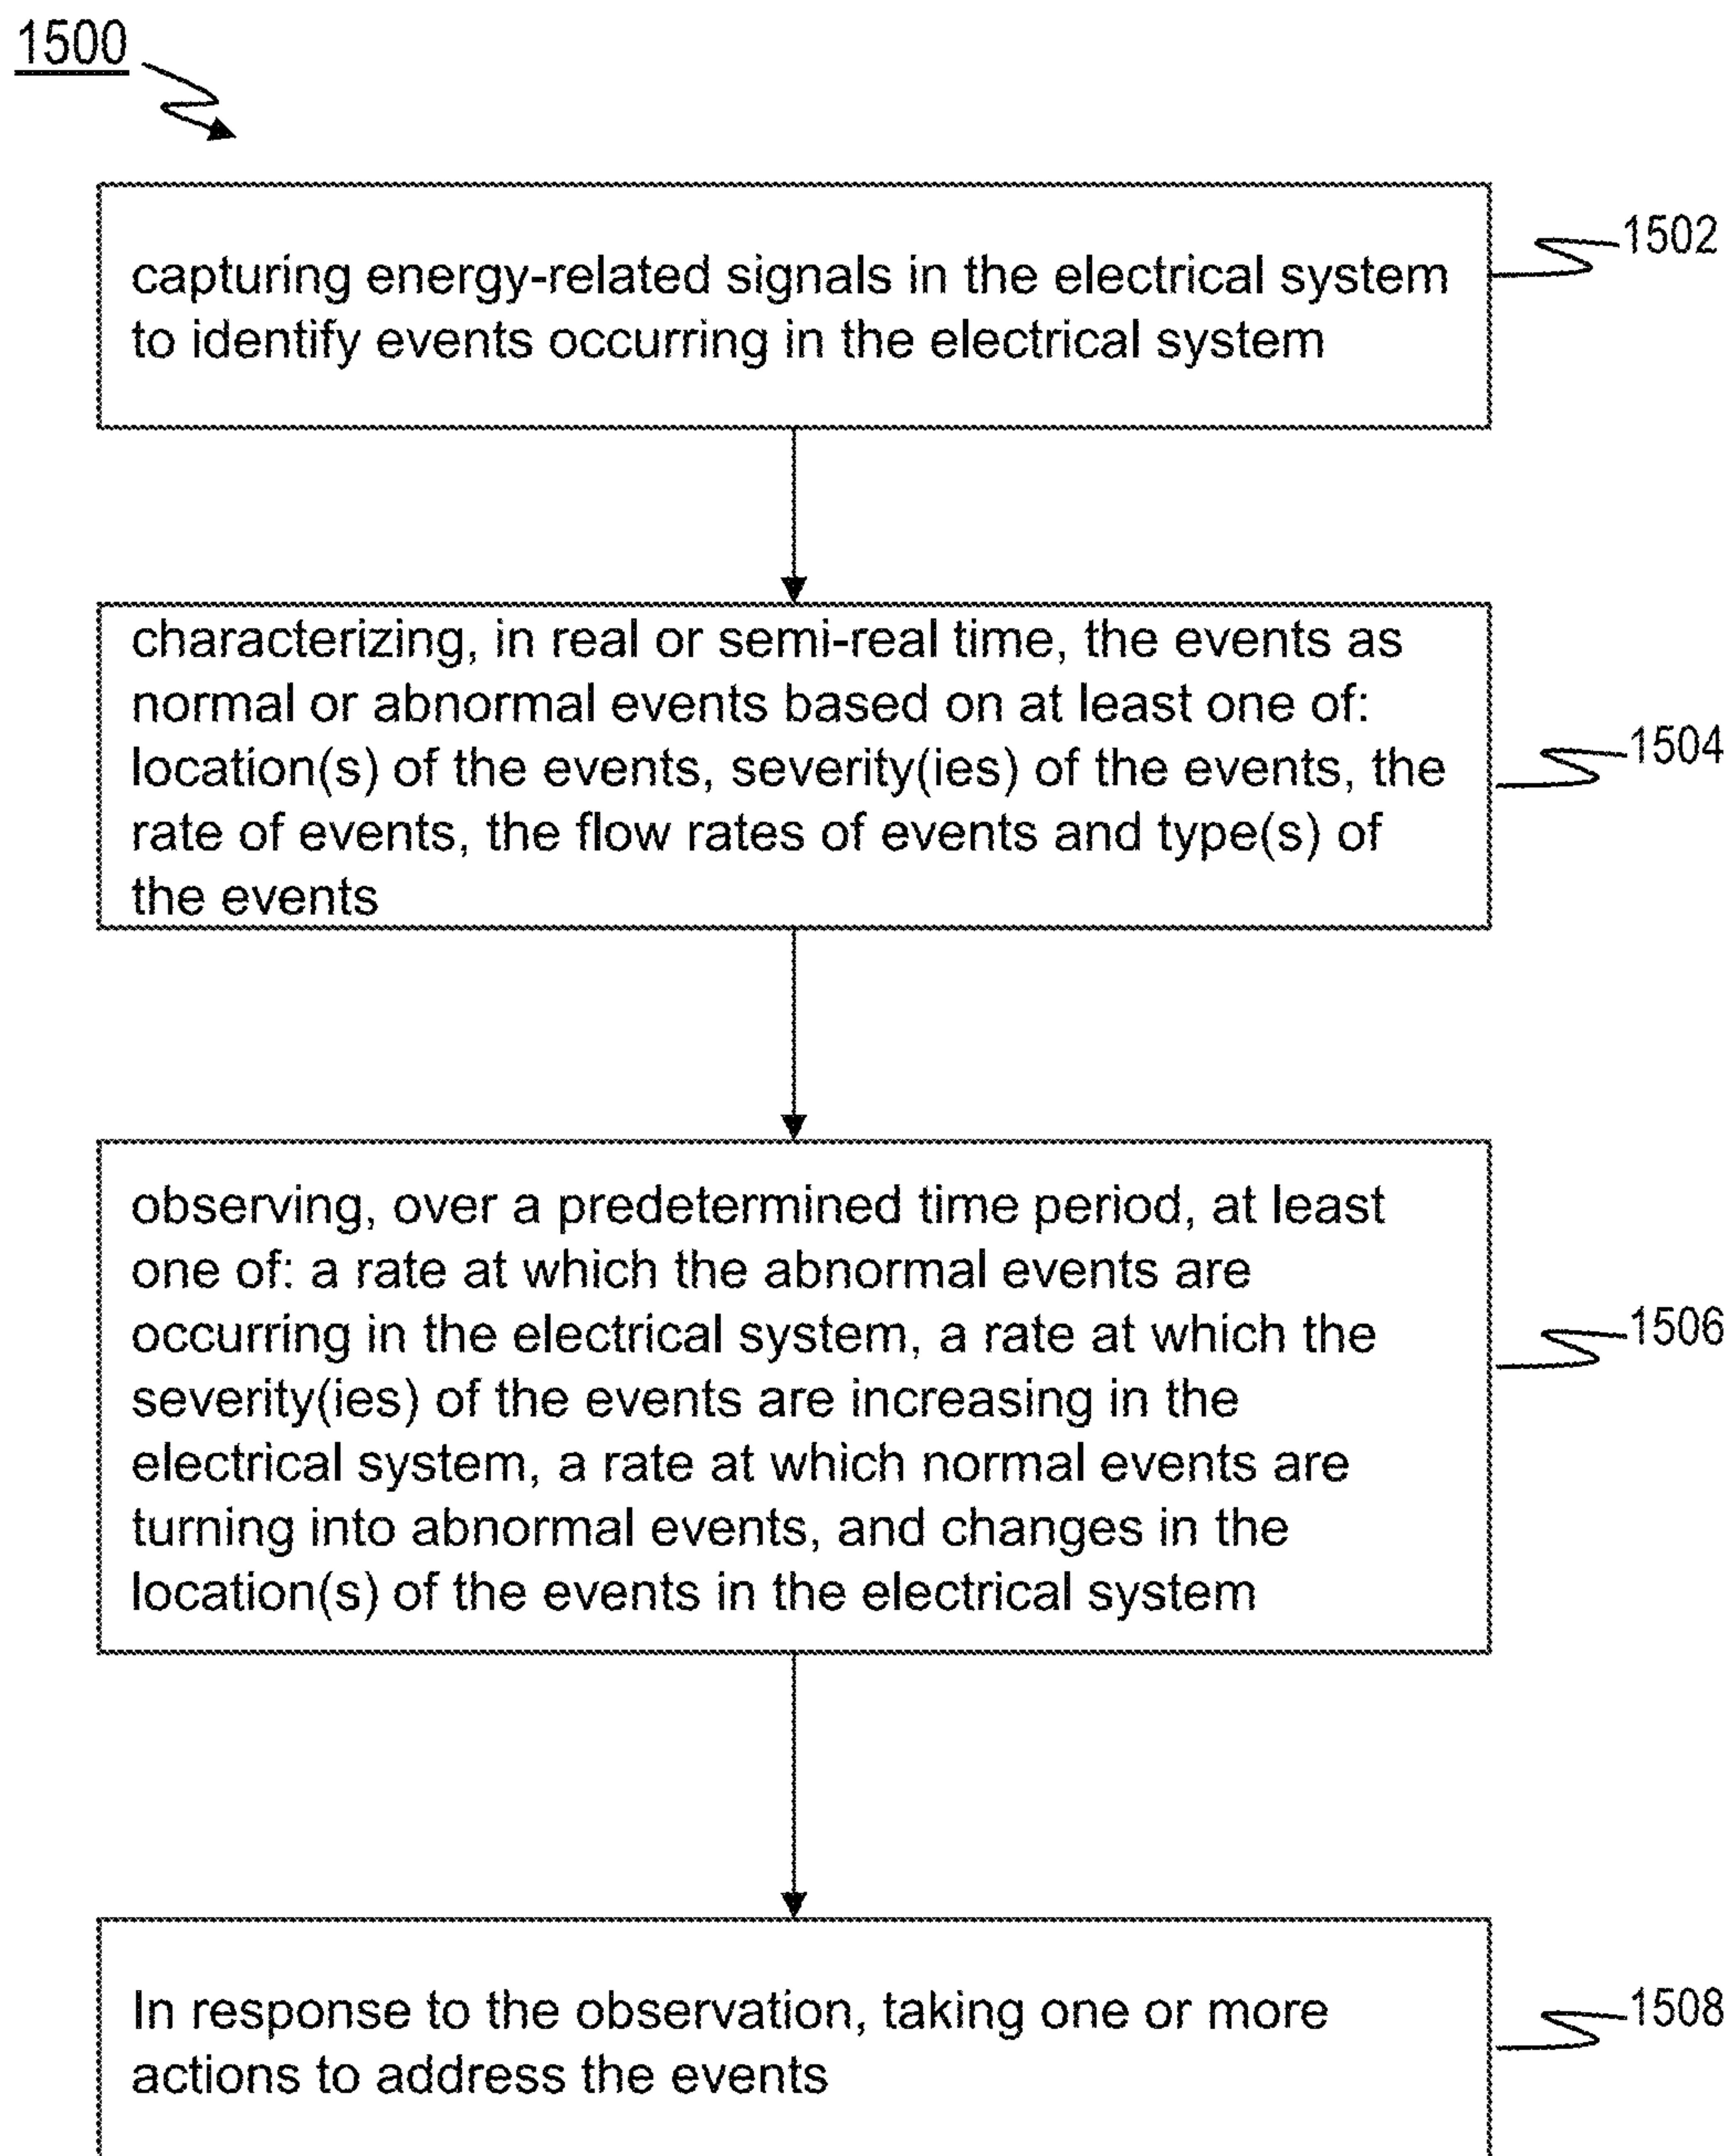 1500
capturing energy-related signals in the electrical system
to identify events occurring in the electrical system
1502
characterizing, in real or semi-real time, the events as
normal or abnormal events based on at least one of:
location(s) of the events, severity(ies) of the events, the
rate of events, the flow rates of events and type(s) of
the events
1504
observing, over a predetermined time period, at least
one of: a rate at which the abnormal events are
occurring in the electrical system, a rate at which the
severity(ies) of the events are increasing in the
electrical system, a rate at which normal events are
turning into abnormal events, and changes in the
location(s) of the events in the electrical system
1506
In response to the observation, taking one or more
actions to address the events
1508